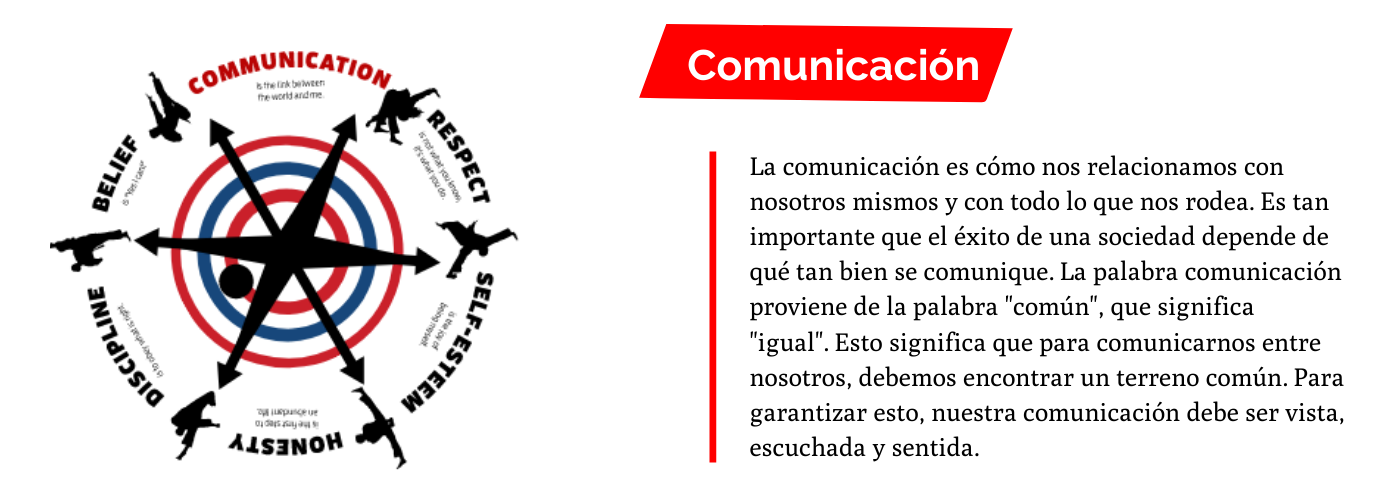 COMMUNICATION
is the link between
the world and me.
RESPECT
is not what you know,
it's what you do.
SELF-ESTEEM
is the joy of
being myself.
HONESTY
is the first step to
an abundant life.
DISCIPLINE
is to obey what is right.
BELIEF
is "Yes I can!"
Comunicación
La comunicación es cómo nos relacionamos con
nosotros mismos y con todo lo que nos rodea. Es tan
importante que el éxito de una sociedad depende de
qué tan bien se comunique. La palabra comunicación
proviene de la palabra "común", que significa
"igual". Esto significa que para comunicarnos entre
nosotros, debemos encontrar un terreno común. Para
garantizar esto, nuestra comunicación debe ser vista,
escuchada y sentida.